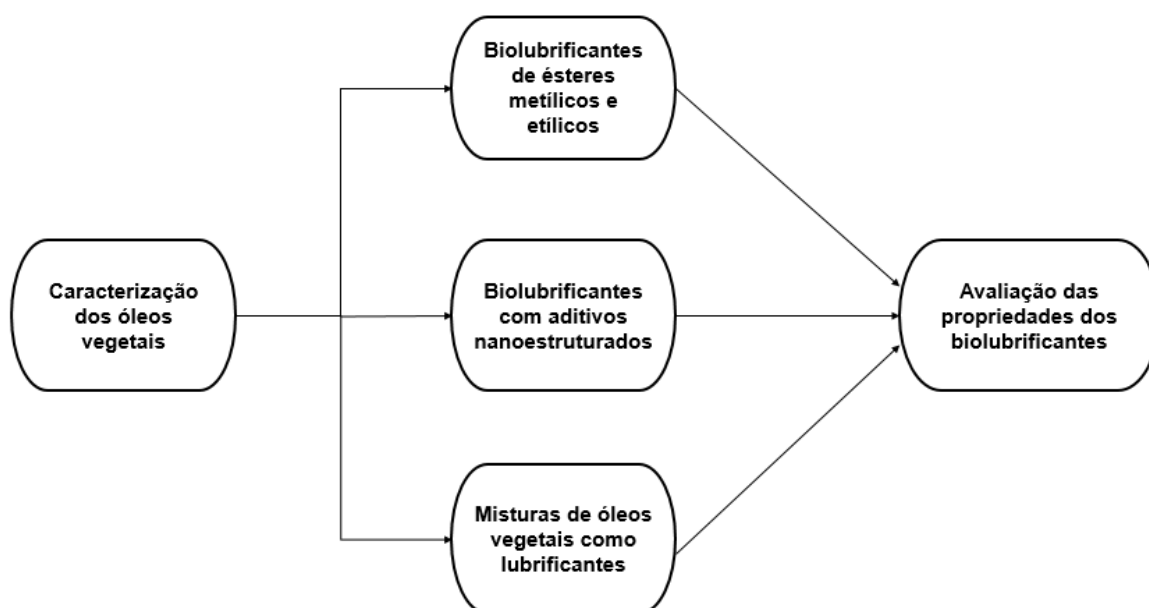 Biolubrificantes
de ésteres
metílicos e
etílicos
Caracterização
dos óleos
vegetais
Biolubrificantes
com aditivos
nanoestruturados
Avaliação das
propriedades dos
biolubrificantes
Misturas de óleos
vegetais como
lubrificantes